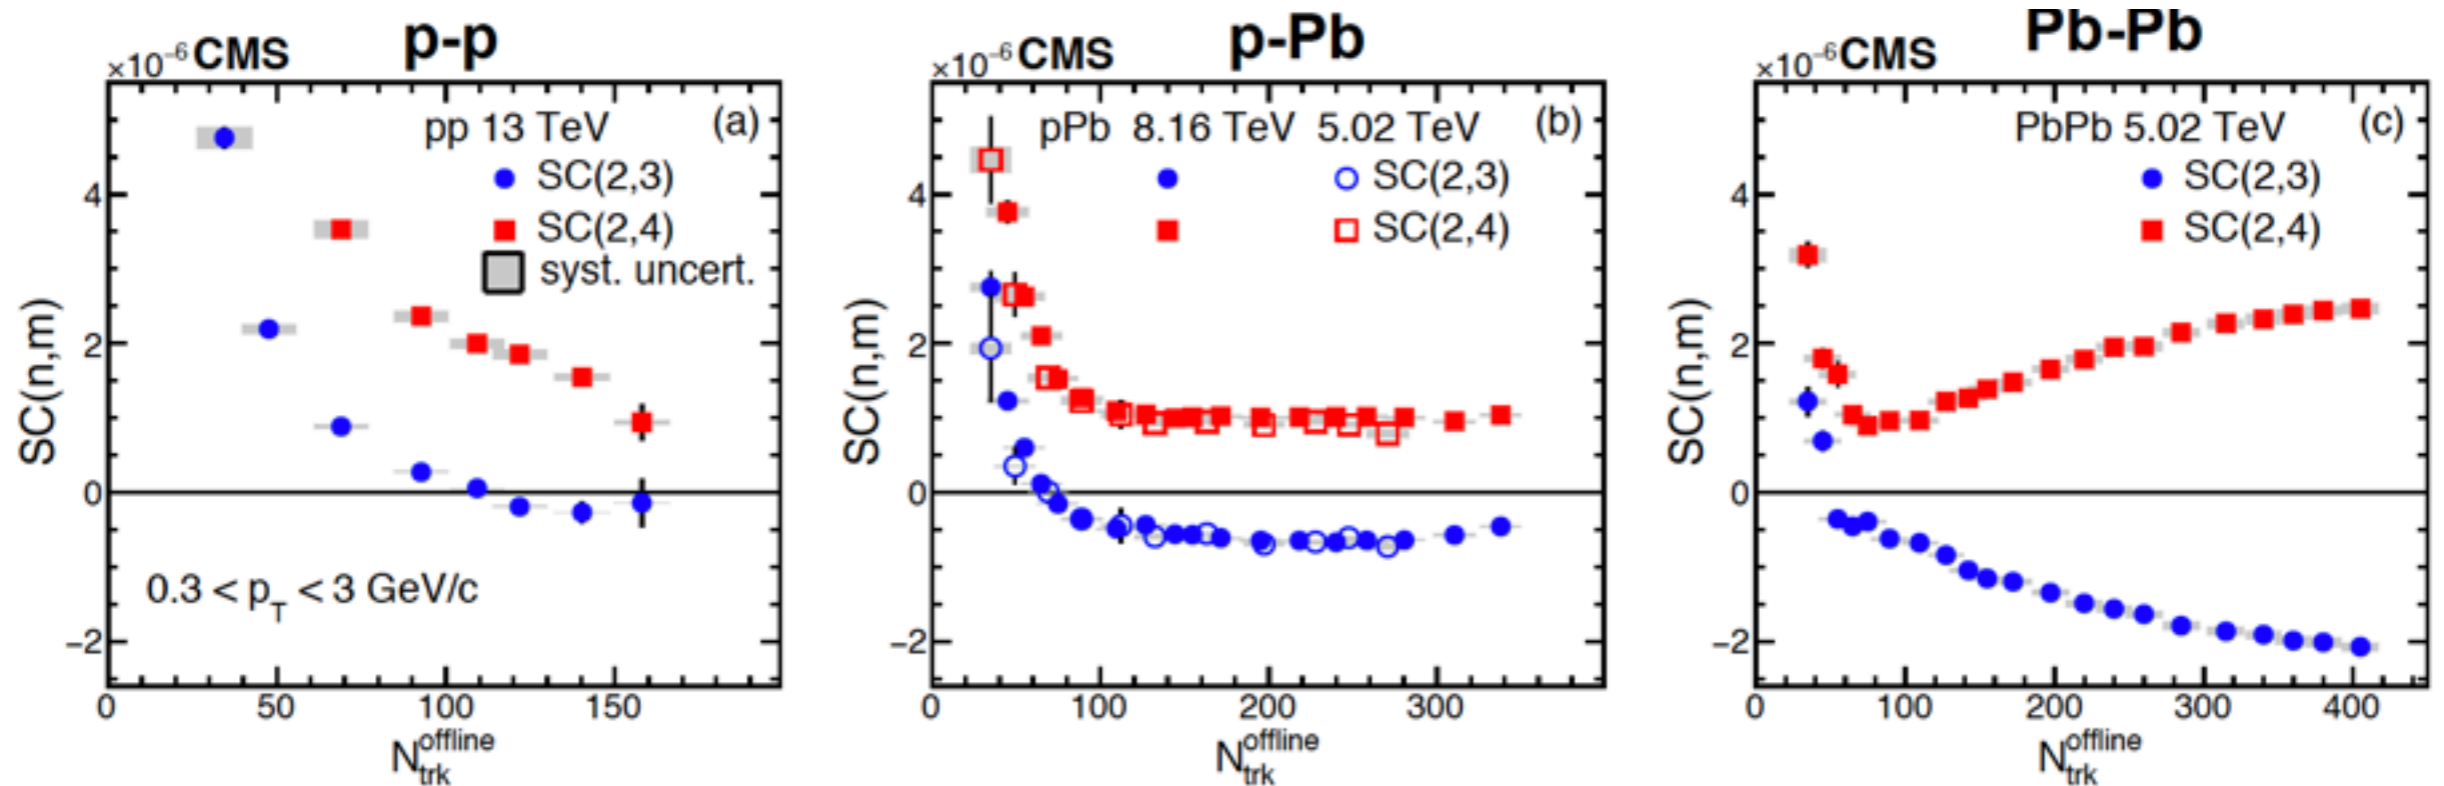 p-p
×10⁻⁶ CMS
pp 13 TeV (a)
SC(2,3)
SC(2,4)
syst. uncert.
0.3 < p_T < 3 GeV/c
SC(n,m)
4
2
0
−2
0 50 100 150
N_trk^offline
p-Pb
×10⁻⁶ CMS
pPb 8.16 TeV 5.02 TeV (b)
SC(2,3)
SC(2,4)
SC(n,m)
4
2
0
−2
0 100 200 300
N_trk^offline
Pb-Pb
×10⁻⁶ CMS
PbPb 5.02 TeV (c)
SC(2,3)
SC(2,4)
SC(n,m)
4
2
0
−2
0 100 200 300 400
N_trk^offline